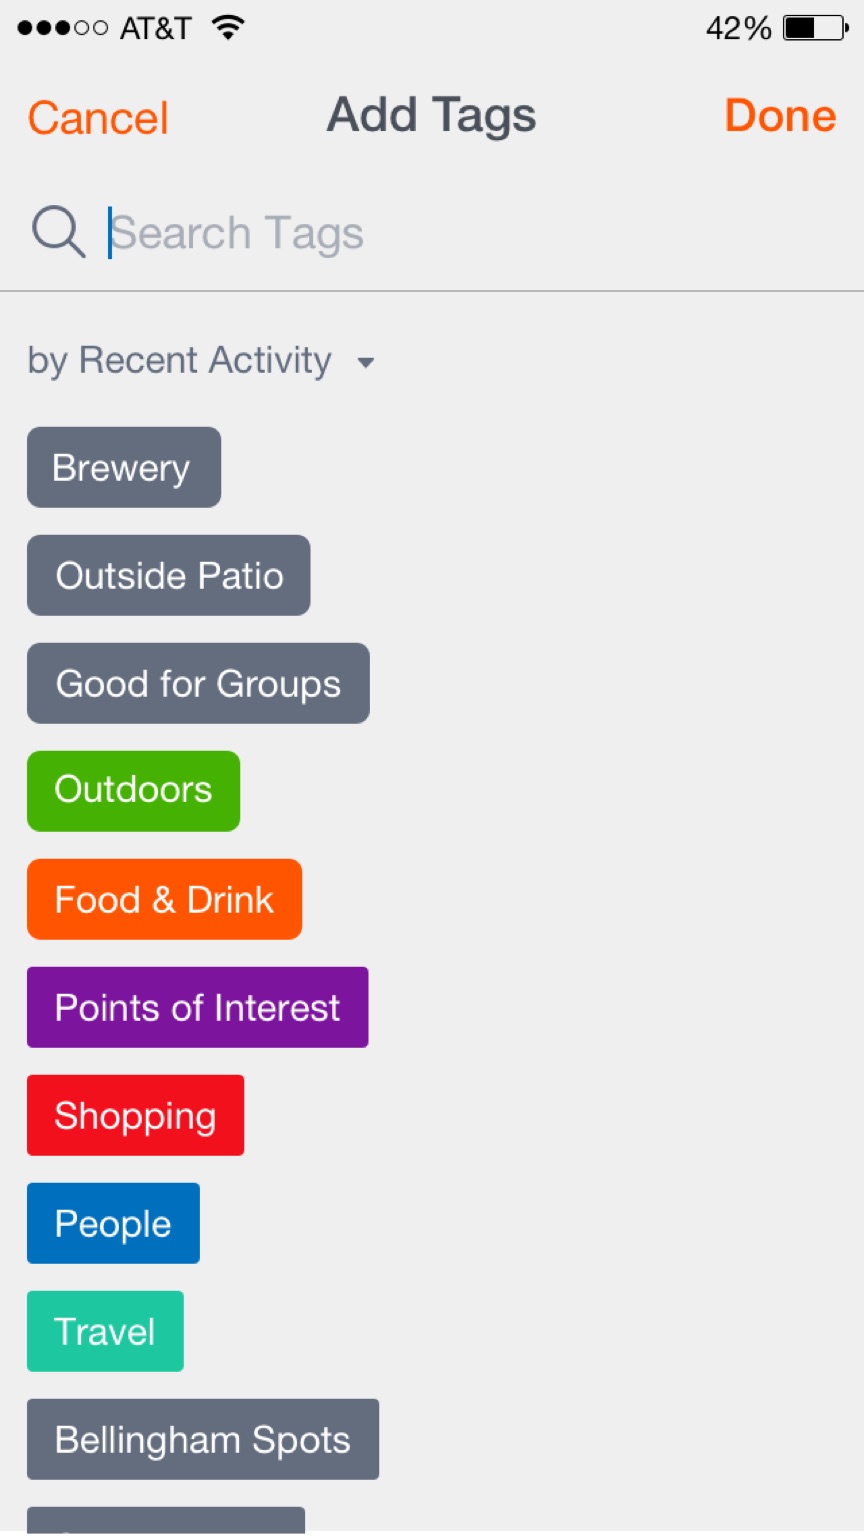 AT&T 42%
Cancel Add Tags Done
Search Tags
by Recent Activity
Brewery
Outside Patio
Good for Groups
Outdoors
Food & Drink
Points of Interest
Shopping
People
Travel
Bellingham Spots